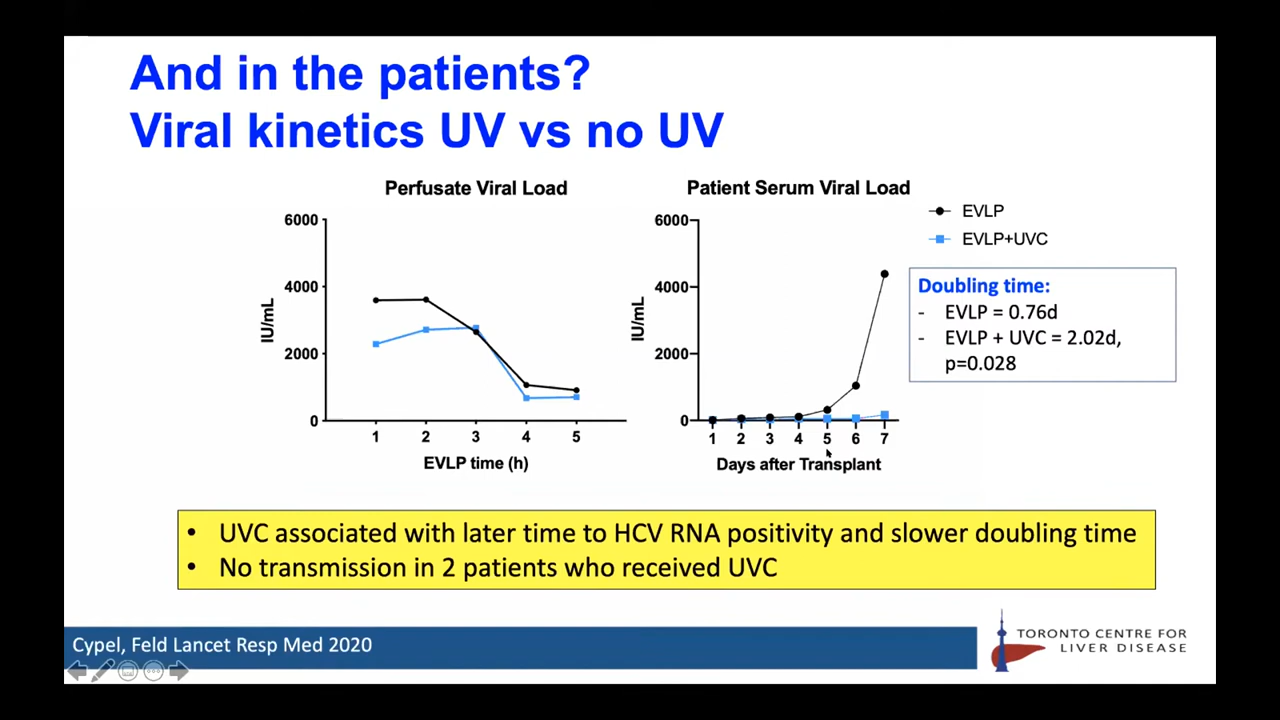 And in the patients?
Viral kinetics UV vs no UV
Perfusate Viral Load
6000
4000
2000
0
IU/mL
1 2 3 4 5
EVLP time (h)
Patient Serum Viral Load
6000
4000
2000
0
IU/mL
1 2 3 4 5 6 7
Days after Transplant
EVLP
EVLP+UVC
Doubling time:
- EVLP = 0.76d
- EVLP + UVC = 2.02d,
p=0.028
• UVC associated with later time to HCV RNA positivity and slower doubling time
• No transmission in 2 patients who received UVC
Cypel, Feld Lancet Resp Med 2020
TORONTO CENTRE FOR
LIVER DISEASE